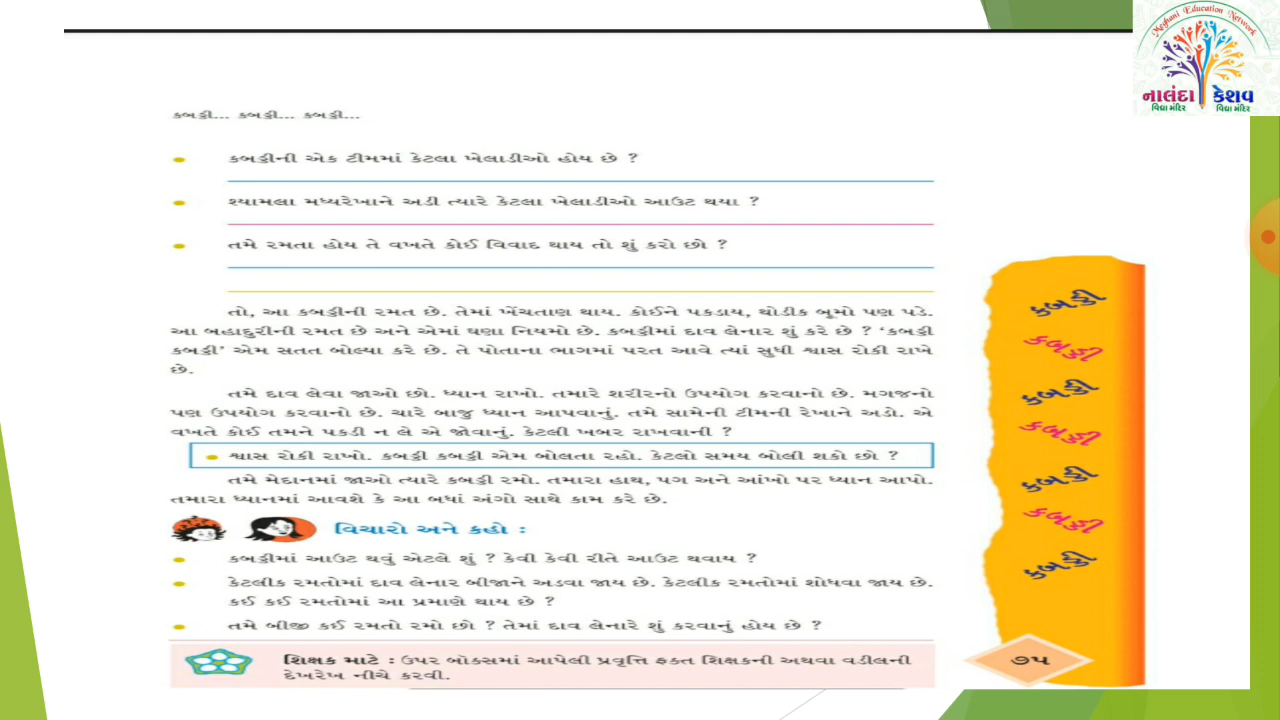 Meghani Education Network
નાલંદા કેશવ
વિદ્યા મંદિર વિદ્યા મંદિર
કબડ્ડી... કબડ્ડી... કબડ્ડી...
કબડ્ડીની એક ટીમમાં કેટલા ખેલાડીઓ હોય છે ?
શ્યામલા મધ્યરેખાને અડી ત્યારે કેટલા ખેલાડીઓ આઉટ થયા ?
તમે રમતા હોય તે વખતે કોઈ વિવાદ થાય તો શું કરો છો ?
તો, આ કબડ્ડીની રમત છે. તેમાં ખેંચતાણ થાય. કોઈને પકડાય, થોડીક બૂમો પણ પડે.
આ બહાદુરીની રમત છે અને એમાં ઘણા નિયમો છે. કબડ્ડીમાં દાવ લેનાર શું કરે છે ? ‘કબડ્ડી
કબડ્ડી’ એમ સતત બોલ્યા કરે છે. તે પોતાના ભાગમાં પરત આવે ત્યાં સુધી શ્વાસ રોકી રાખે
છે.
તમે દાવ લેવા જાઓ છો. ધ્યાન રાખો. તમારે શરીરનો ઉપયોગ કરવાનો છે. મગજનો
પણ ઉપયોગ કરવાનો છે. ચારે બાજુ ધ્યાન આપવાનું. તમે સામેની ટીમની રેખાને અડો. એ
વખતે કોઈ તમને પકડી ન લે એ જોવાનું. કેટલી ખબર રાખવાની ?
શ્વાસ રોકી રાખો. કબડ્ડી કબડ્ડી એમ બોલતા રહો. કેટલો સમય બોલી શકો છો ?
તમે મેદાનમાં જાઓ ત્યારે કબડ્ડી રમો. તમારા હાથ, પગ અને આંખો પર ધ્યાન આપો.
તમારા ધ્યાનમાં આવશે કે આ બધાં અંગો સાથે કામ કરે છે.
વિચારો અને કહો :
કબડ્ડીમાં આઉટ થવું એટલે શું ? કેવી કેવી રીતે આઉટ થવાય ?
કેટલીક રમતોમાં દાવ લેનાર બીજાને અડવા જાય છે. કેટલીક રમતોમાં શોધવા જાય છે.
કઈ કઈ રમતોમાં આ પ્રમાણે થાય છે ?
તમે બીજી કઈ રમતો રમો છો ? તેમાં દાવ લેનારે શું કરવાનું હોય છે ?
શિક્ષક માટે : ઉપર બૉક્સમાં આપેલી પ્રવૃત્તિ ફક્ત શિક્ષકની અથવા વડીલની
દેખરેખ નીચે કરવી.
કબડ્ડી
કબડ્ડી
કબડ્ડી
કબડ્ડી
કબડ્ડી
કબડ્ડી
કબડ્ડી
૭૫